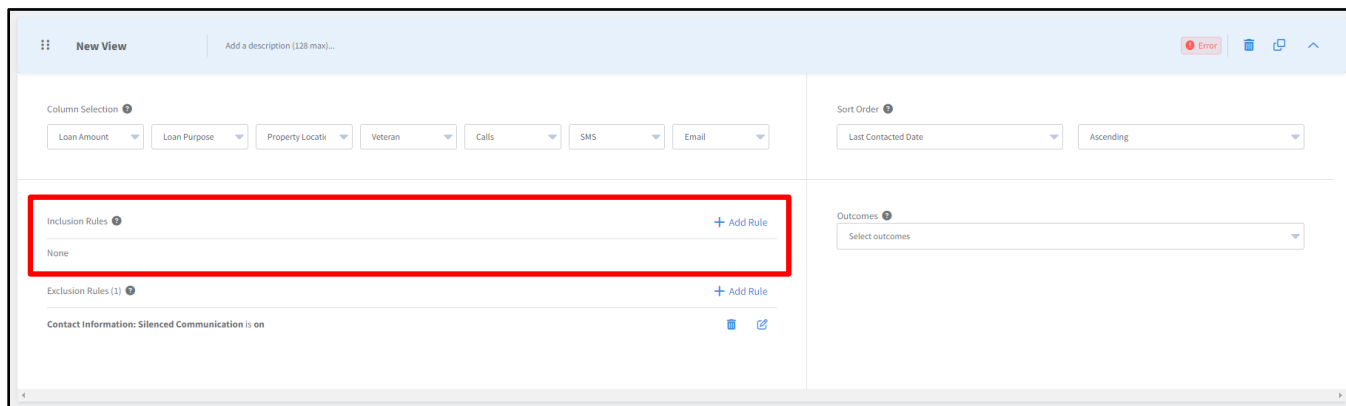 New View
Add a description (128 max)...
Error
Column Selection
Loan Amount
Loan Purpose
Property Locati
Veteran
Calls
SMS
Email
Sort Order
Last Contacted Date
Ascending
Inclusion Rules
+ Add Rule
None
Outcomes
Select outcomes
Exclusion Rules (1)
+ Add Rule
Contact Information: Silenced Communication is on